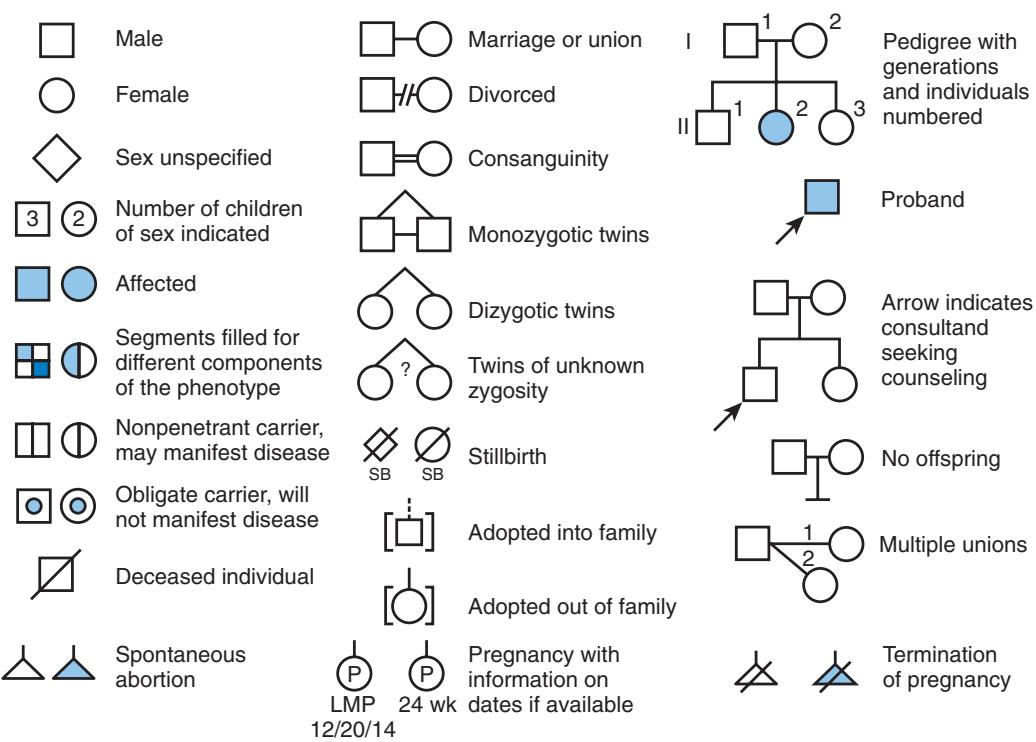 Male
Female
Sex unspecified
3 2
Number of children
of sex indicated
Affected
Segments filled for
different components
of the phenotype
Nonpenetrant carrier,
may manifest disease
Obligate carrier, will
not manifest disease
Deceased individual
Spontaneous
abortion
Marriage or union
Divorced
Consanguinity
Monozygotic twins
Dizygotic twins
?
Twins of unknown
zygosity
SB SB
Stillbirth
Adopted into family
Adopted out of family
P P
LMP 24 wk
12/20/14
Pregnancy with
information on
dates if available
I 1 2
II 1 2 3
Pedigree with
generations
and individuals
numbered
Proband
Arrow indicates
consultand
seeking
counseling
No offspring
1
2
Multiple unions
Termination
of pregnancy